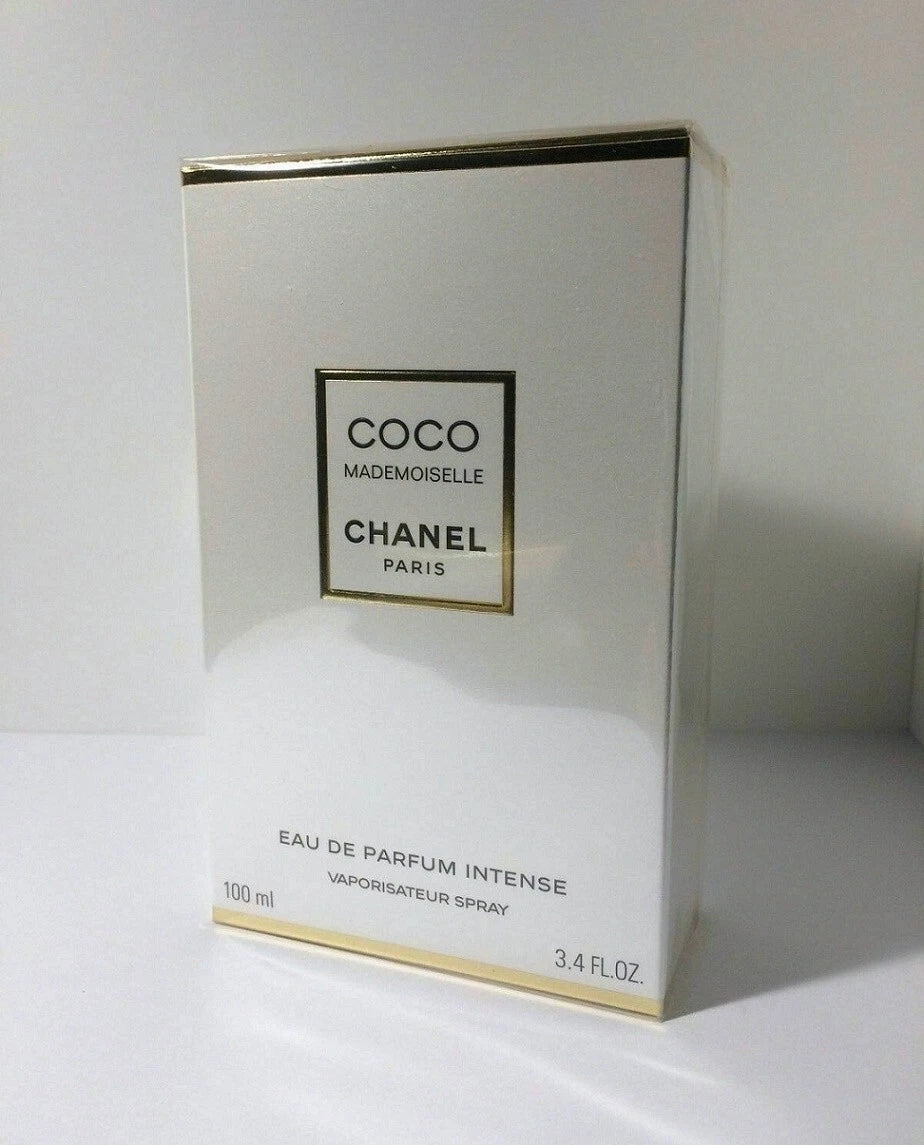 COCO
MADEMOISELLE
CHANEL
PARIS
EAU DE PARFUM INTENSE
VAPORISATEUR SPRAY
100 ml
3.4 FL.OZ.